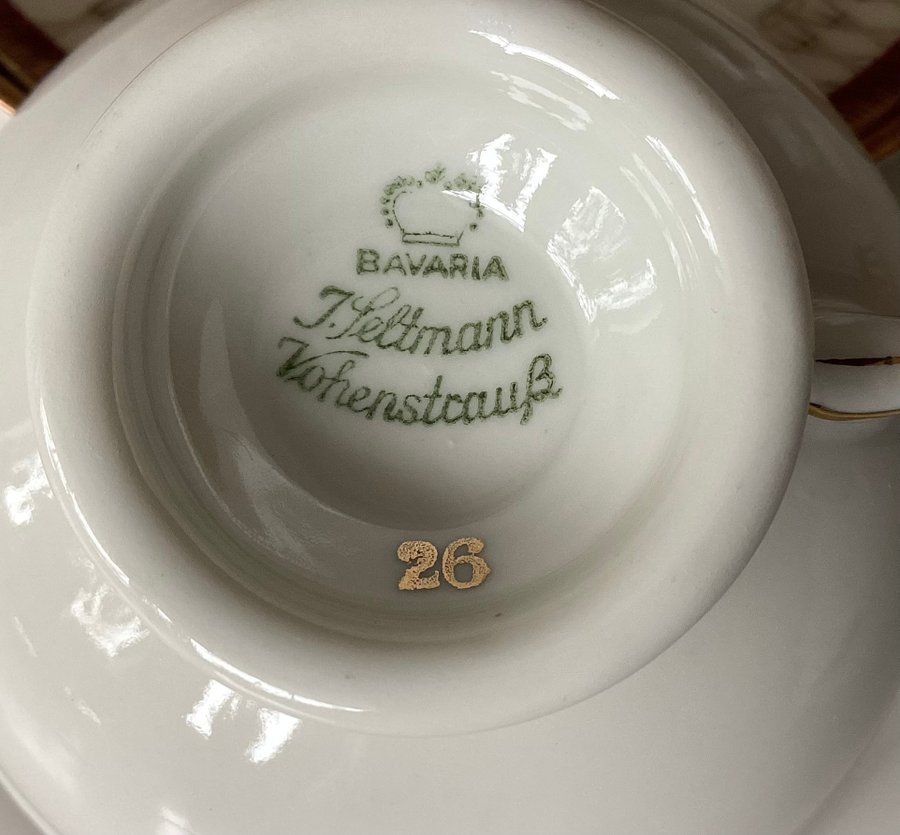 BAVARIA
J. Seltmann
Vohenstrauß
26